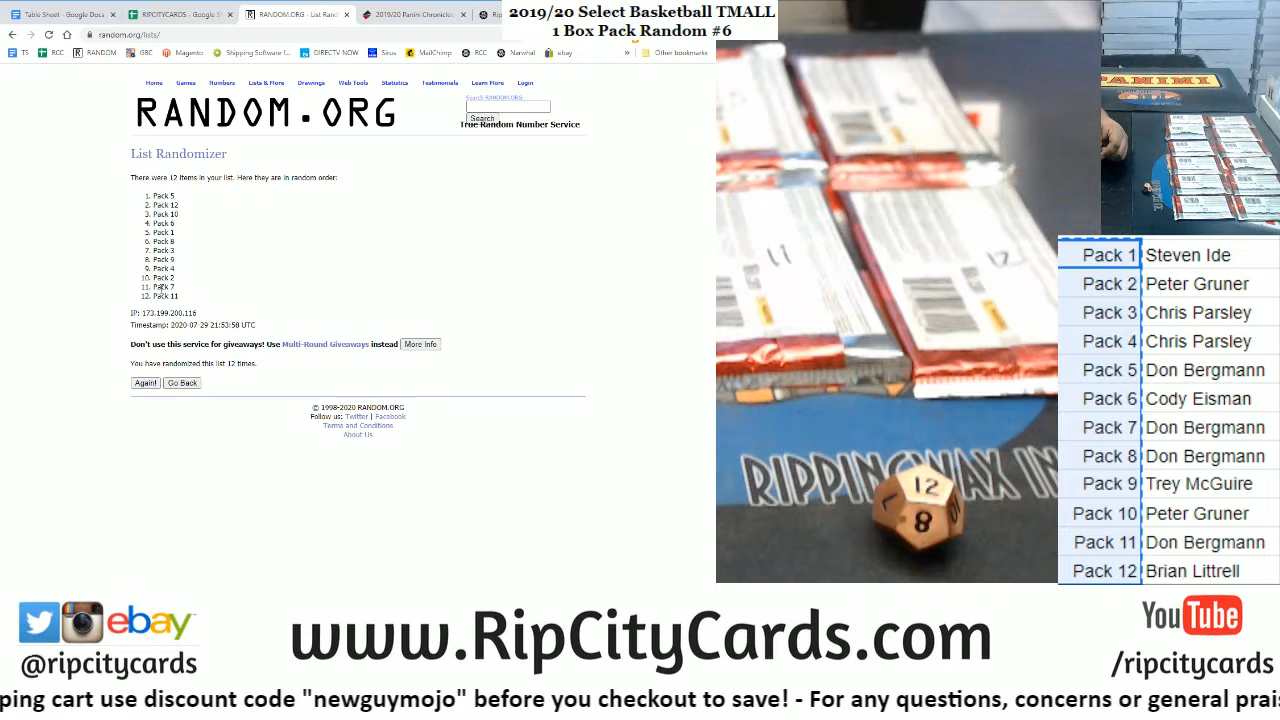 Table Sheet - Google Docs
RIPCITYCARDS - Google S
RANDOM.ORG - List Rando
2019/20 Panini Chronicles
random.org/lists/
TS
RCC
RANDOM
GBC
Magento
Shipping Software f...
DIRECTV NOW
Sirus
MailChimp
RCC
Narwhal
ebay
»
Other bookmarks
2019/20 Select Basketball TMALL
1 Box Pack Random #6
Home
Games
Numbers
Lists & More
Drawings
Web Tools
Statistics
Testimonials
Learn More
Login
RANDOM.ORG
Search RANDOM.ORG
Search
True Random Number Service
List Randomizer
There were 12 items in your list. Here they are in random order:
1. Pack 5
2. Pack 12
3. Pack 10
4. Pack 6
5. Pack 1
6. Pack 8
7. Pack 3
8. Pack 9
9. Pack 4
10. Pack 2
11. Pack 7
12. Pack 11
IP: 173.199.200.116
Timestamp: 2020-07-29 21:53:58 UTC
Don't use this service for giveaways! Use Multi-Round Giveaways instead
More Info
You have randomized this list 12 times.
Again!
Go Back
© 1998-2020 RANDOM.ORG
Follow us: Twitter | Facebook
Terms and Conditions
About Us
11
12
RIPPINGWAX IN
12
8
PANINI
Pack 1 Steven Ide
Pack 2 Peter Gruner
Pack 3 Chris Parsley
Pack 4 Chris Parsley
Pack 5 Don Bergmann
Pack 6 Cody Eisman
Pack 7 Don Bergmann
Pack 8 Don Bergmann
Pack 9 Trey McGuire
Pack 10 Peter Gruner
Pack 11 Don Bergmann
Pack 12 Brian Littrell
ebay
@ripcitycards
www.RipCityCards.com
YouTube
/ripcitycards
pping cart use discount code "newguymojo" before you checkout to save! - For any questions, concerns or general prai